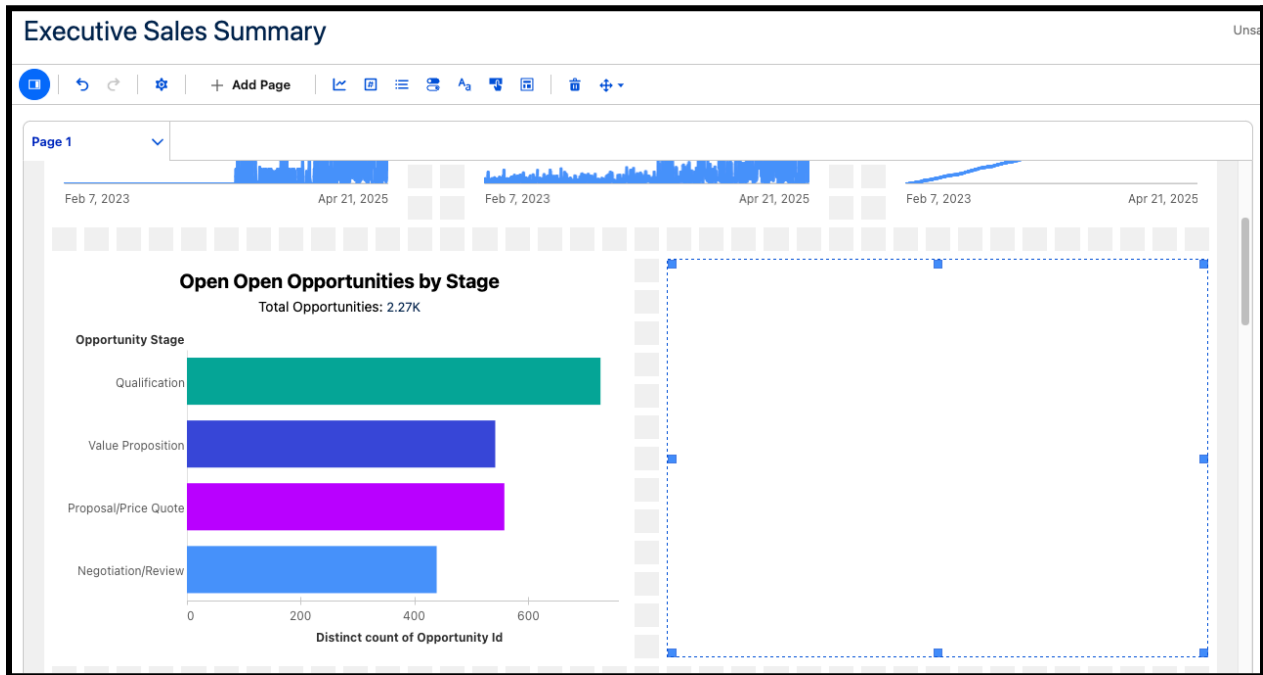 Executive Sales Summary
Unsa
+ Add Page
Page 1
Feb 7, 2023 Apr 21, 2025 Feb 7, 2023 Apr 21, 2025 Feb 7, 2023 Apr 21, 2025
Open Open Opportunities by Stage
Total Opportunities: 2.27K
Opportunity Stage
Qualification
Value Proposition
Proposal/Price Quote
Negotiation/Review
0 200 400 600
Distinct count of Opportunity Id